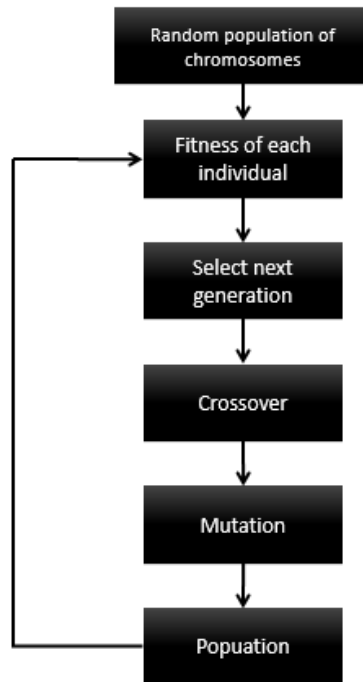 Random population of
chromosomes
Fitness of each
individual
Select next
generation
Crossover
Mutation
Popuation